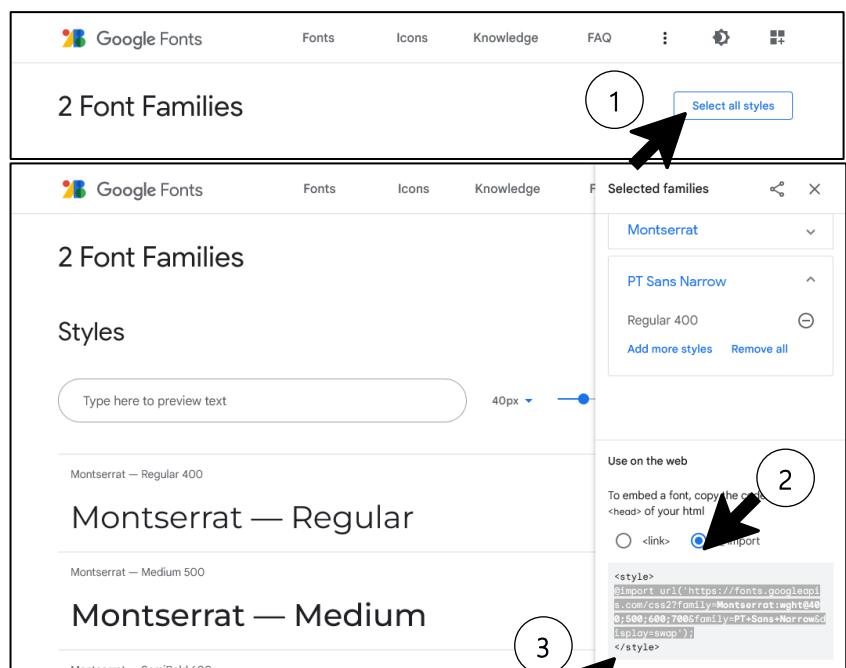 Google Fonts Fonts Icons Knowledge FAQ
2 Font Families
1
Select all styles
Google Fonts Fonts Icons Knowledge F
Selected families
2 Font Families
Styles
Type here to preview text 40px
Montserrat — Regular 400
Montserrat — Regular
Montserrat — Medium 500
Montserrat — Medium
Montserrat
PT Sans Narrow
Regular 400
Add more styles Remove all
Use on the web
To embed a font, copy the code
<head> of your html
2
<link> import
<style>
@import url('https://fonts.googleapi
s.com/css2?family=Montserrat:wght@40
0;500;600;700&family=PT+Sans+Narrow&d
isplay=swap');
</style>
3